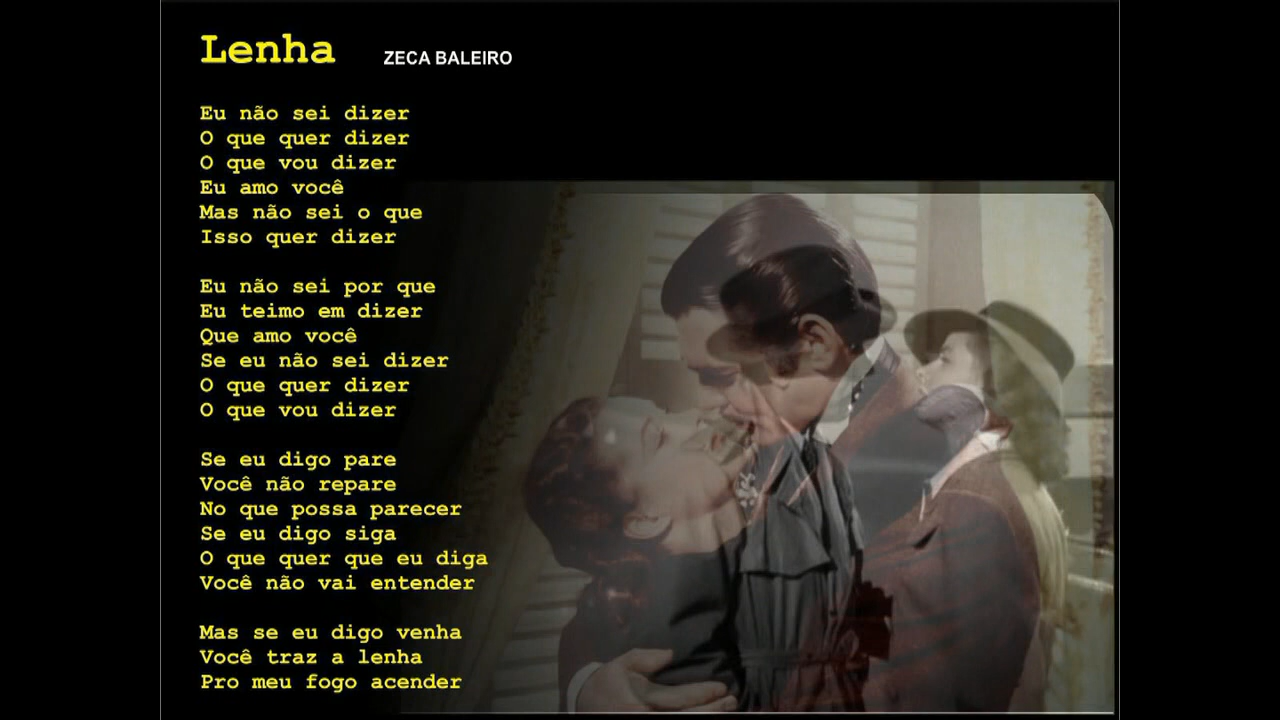 Lenha
ZECA BALEIRO
Eu não sei dizer
O que quer dizer
O que vou dizer
Eu amo você
Mas não sei o que
Isso quer dizer
Eu não sei por que
Eu teimo em dizer
Que amo você
Se eu não sei dizer
O que quer dizer
O que vou dizer
Se eu digo pare
Você não repare
No que possa parecer
Se eu digo siga
O que quer que eu diga
Você não vai entender
Mas se eu digo venha
Você traz a lenha
Pro meu fogo acender